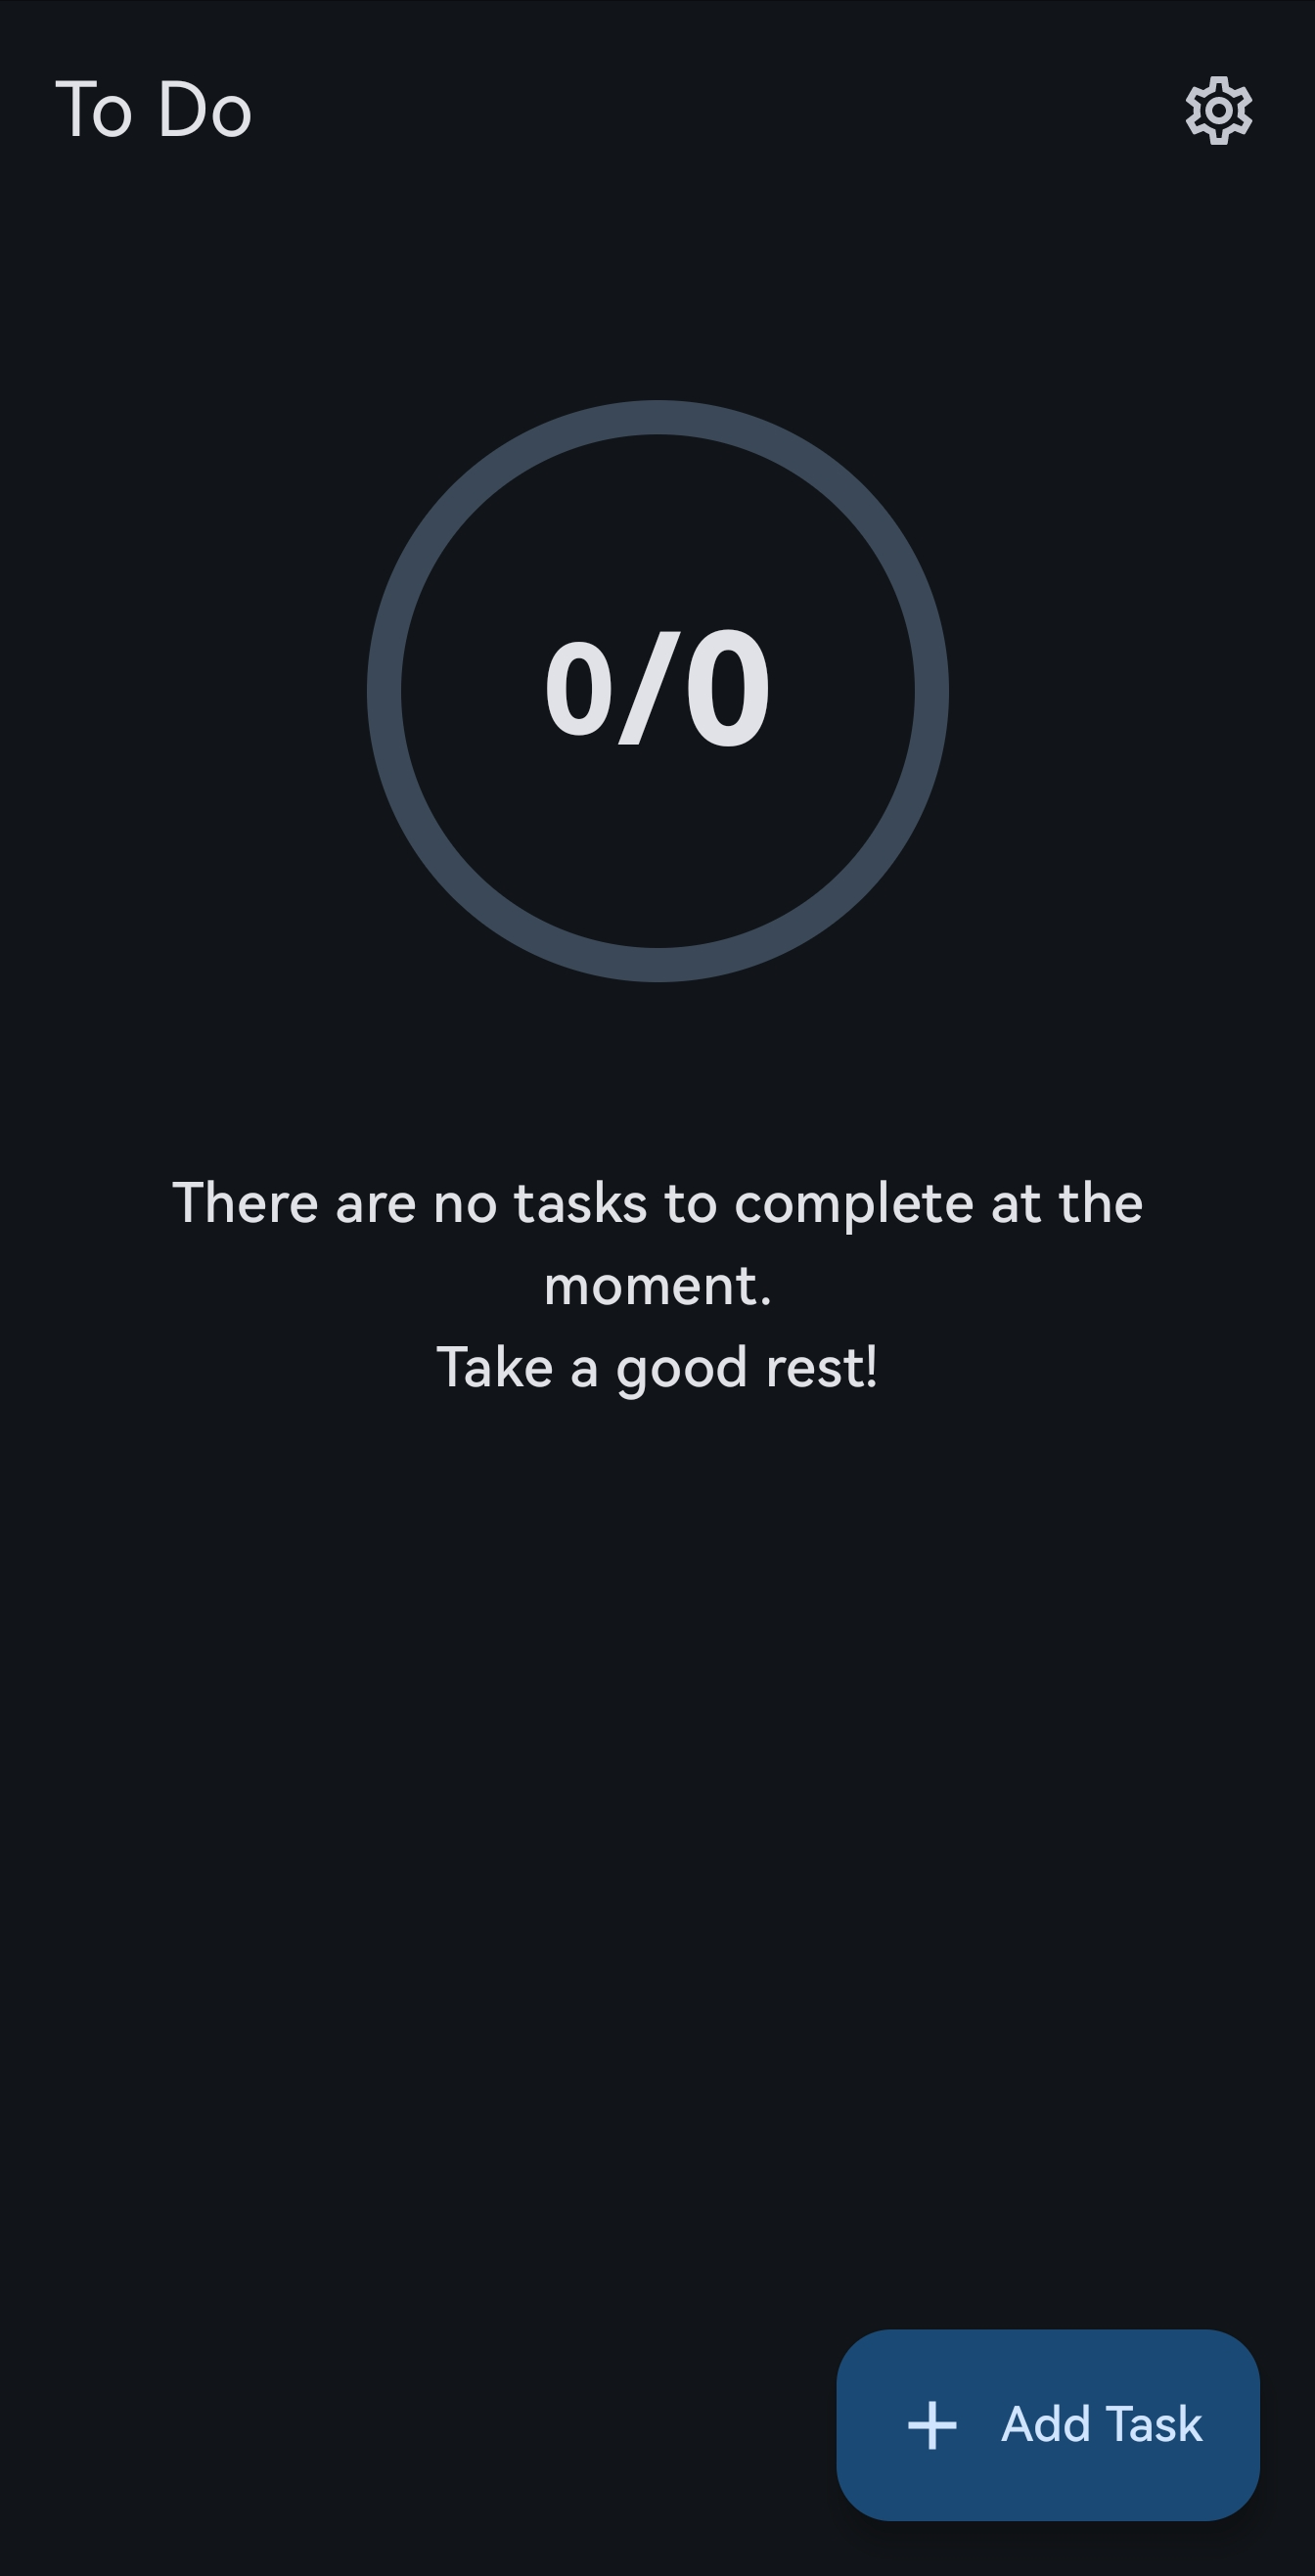 To Do
0/0
There are no tasks to complete at the
moment.
Take a good rest!
Add Task